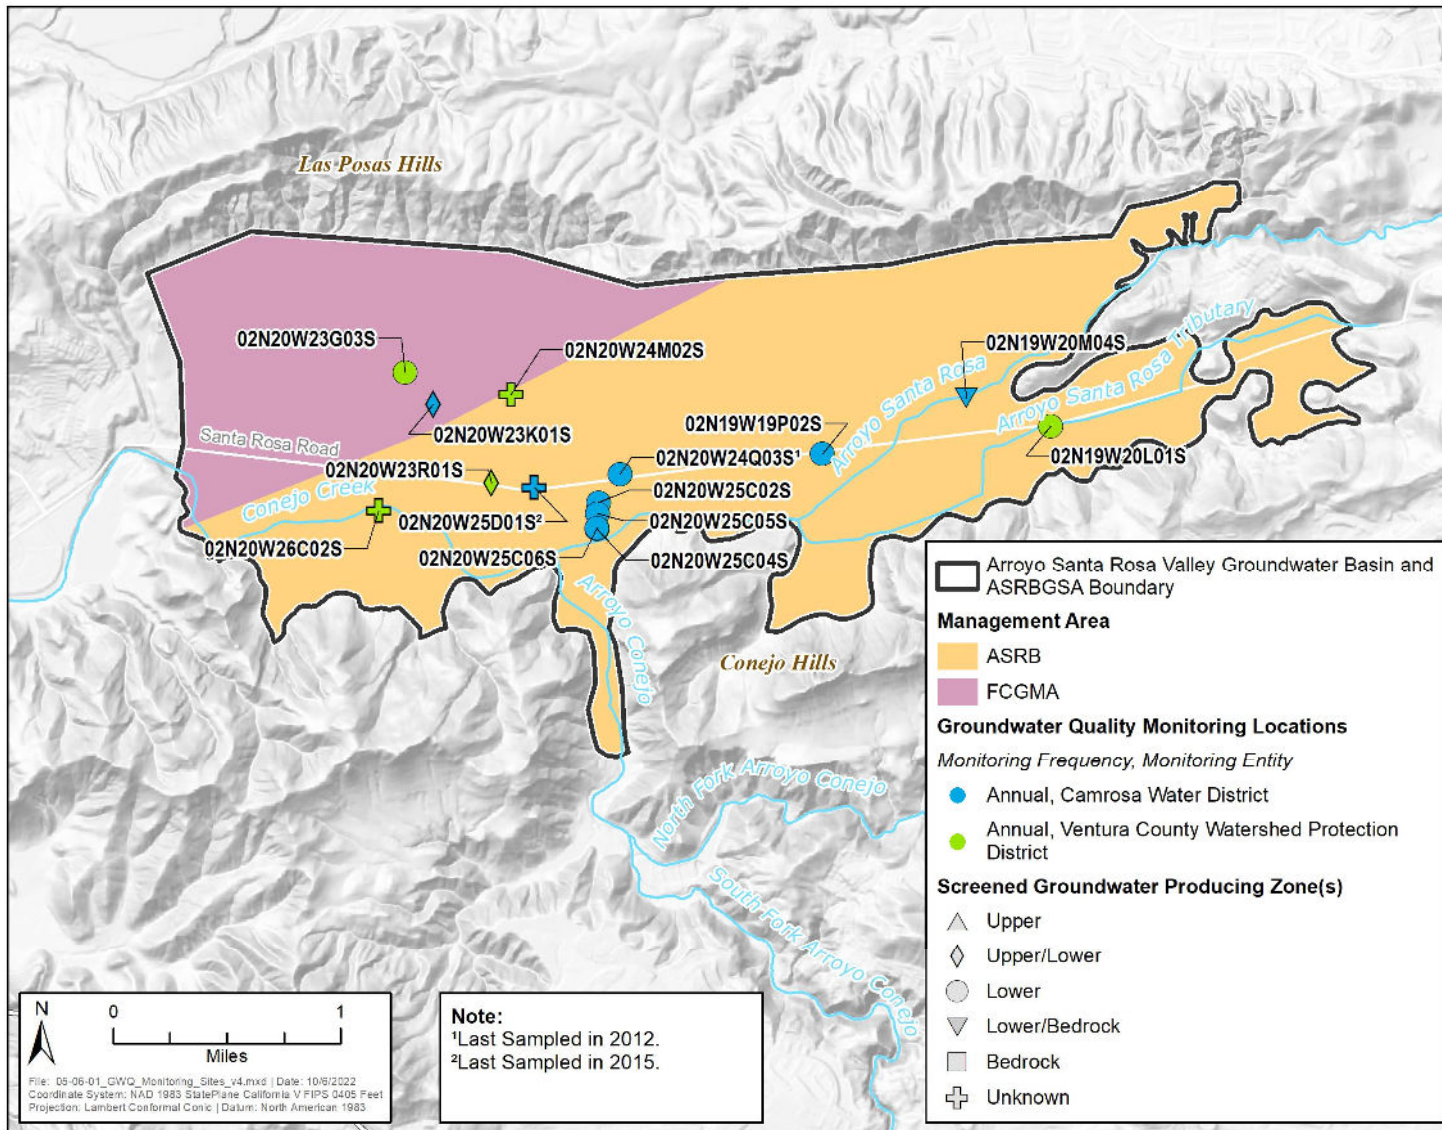 Las Posas Hills
02N20W23G03S
02N20W24M02S
02N19W20M04S
Arroyo Santa Rosa Tributary
Arroyo Santa Rosa
02N20W23K01S
02N19W19P02S
Santa Rosa Road
02N20W24Q03S¹
02N19W20L01S
02N20W23R01S
02N20W25C02S
Conejo Creek
02N20W25D01S²
02N20W25C05S
02N20W26C02S
02N20W25C06S
02N20W25C04S
Arroyo Conejo
Conejo Hills
North Fork Arroyo Conejo
South Fork Arroyo Conejo
Arroyo Santa Rosa Valley Groundwater Basin and
ASRBGSA Boundary
Management Area
ASRB
FCGMA
Groundwater Quality Monitoring Locations
Monitoring Frequency, Monitoring Entity
Annual, Camrosa Water District
Annual, Ventura County Watershed Protection
District
Screened Groundwater Producing Zone(s)
Upper
Upper/Lower
Lower
Lower/Bedrock
Bedrock
Unknown
N
0 1
Miles
File: 05-06-01_GWQ_Monitoring_Sites_v4.mxd | Date: 10/6/2022
Coordinate System: NAD 1983 StatePlane California V FIPS 0405 Feet
Projection: Lambert Conformal Conic | Datum: North American 1983
Note:
¹Last Sampled in 2012.
²Last Sampled in 2015.